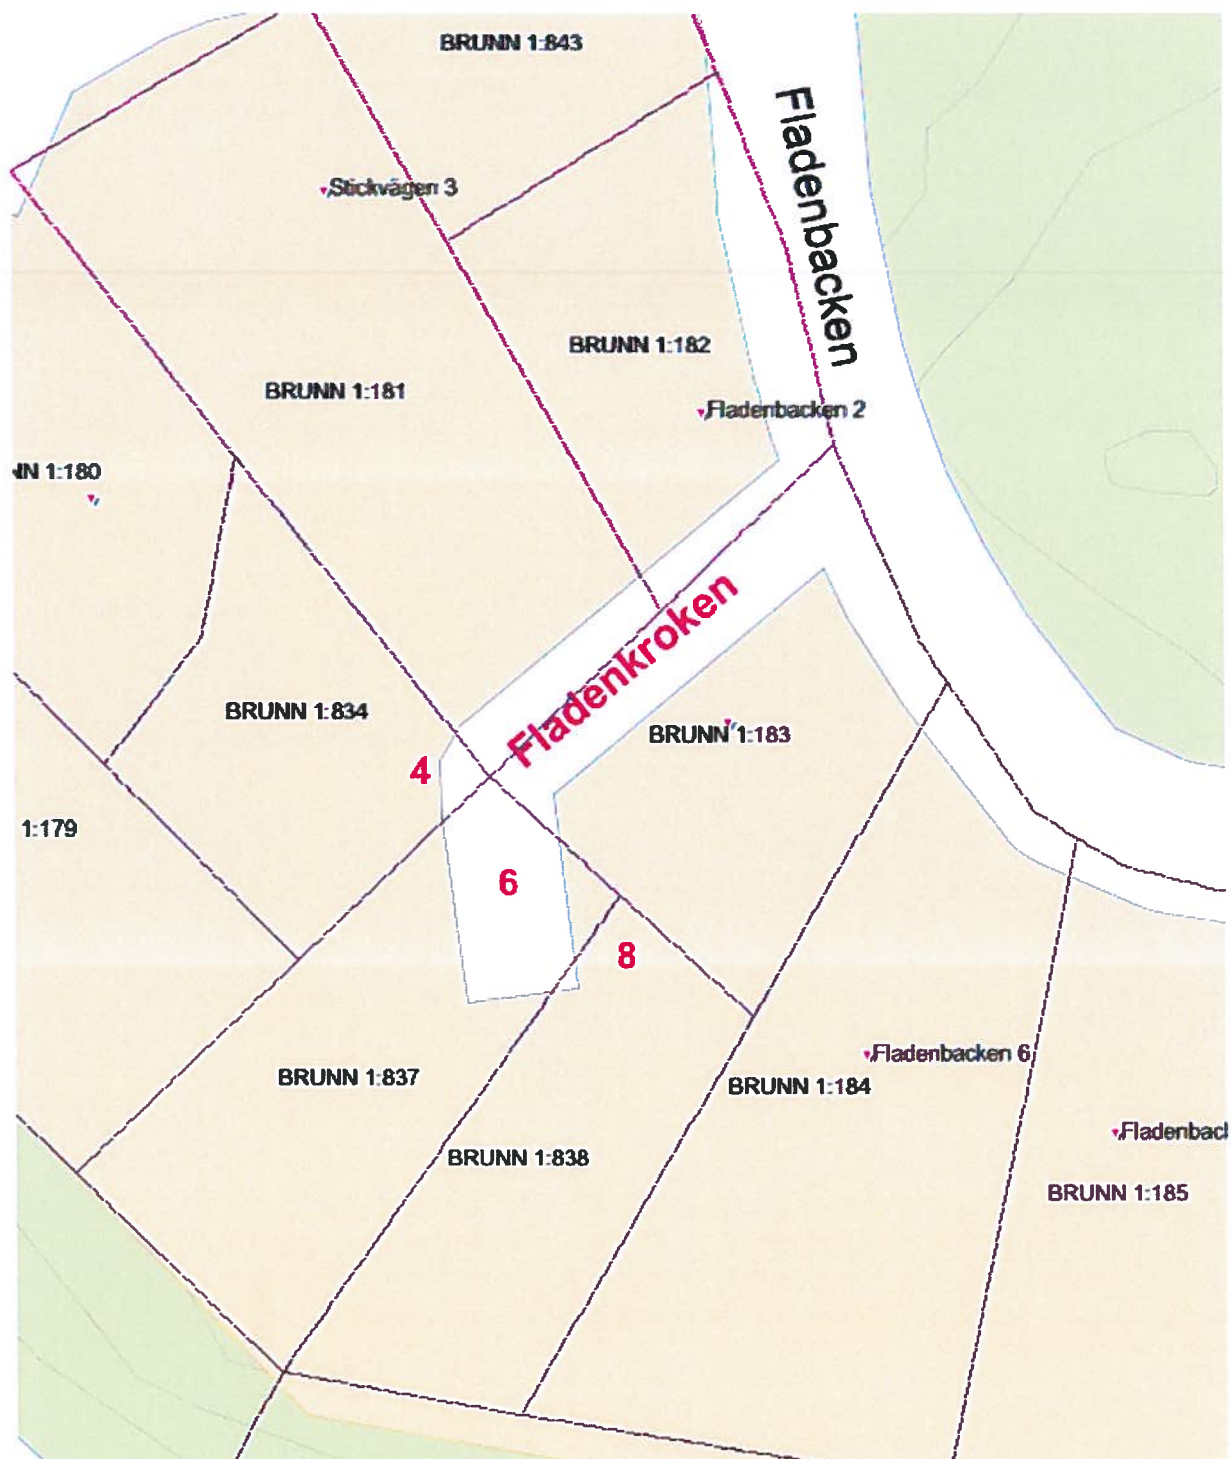 BRUNN 1:843
Fladenbacken
Stickvägen 3
BRUNN 1:182
BRUNN 1:181
Fladenbacken 2
NN 1:180
Fladenkroken
BRUNN 1:834
BRUNN 1:183
4
1:179
6
8
Fladenbacken 6
BRUNN 1:837
BRUNN 1:184
Fladenbac
BRUNN 1:838
BRUNN 1:185